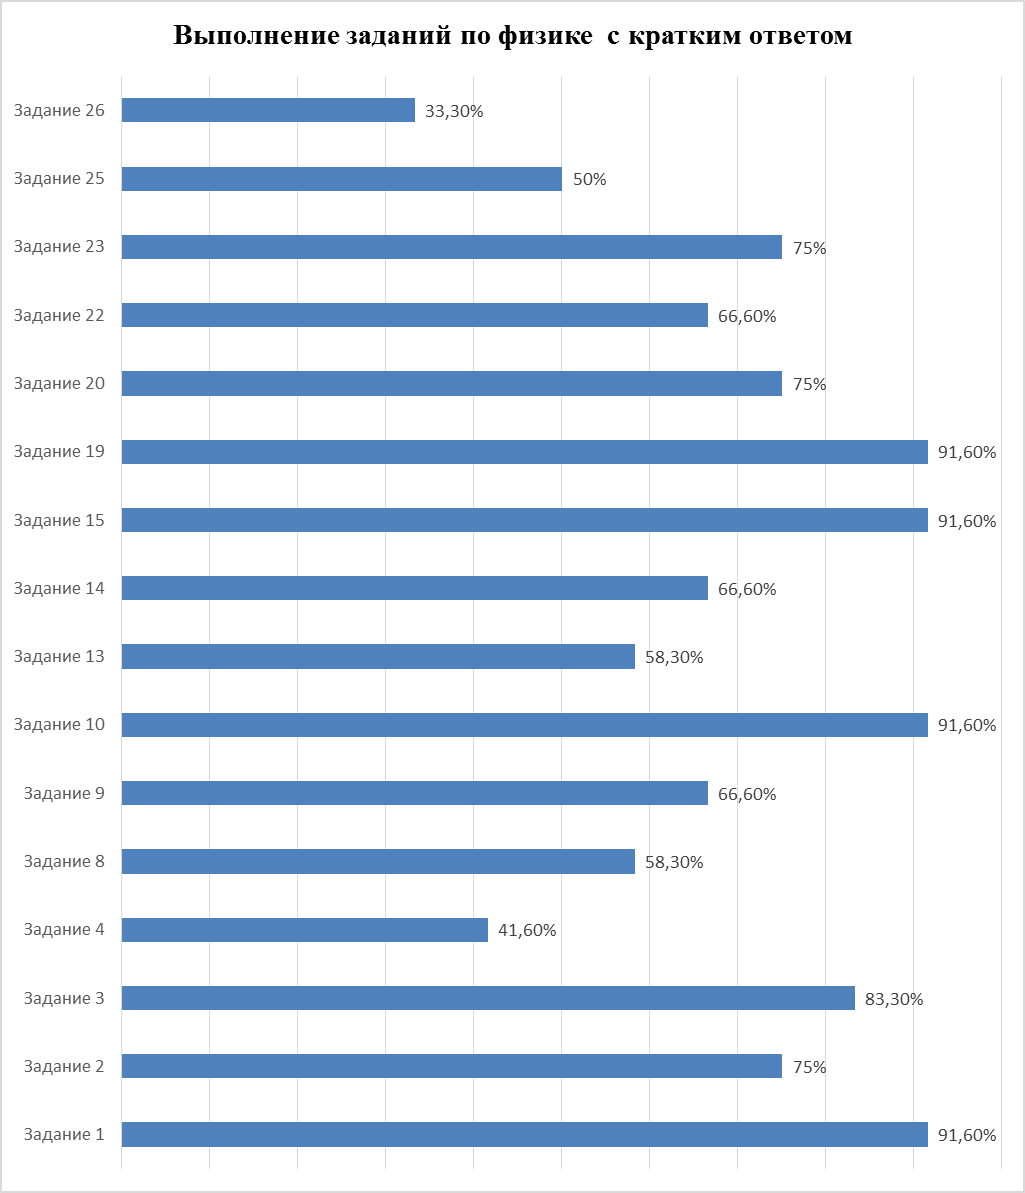 Выполнение заданий по физике  с кратким ответом
Задание 26 33,30%
Задание 25 50%
Задание 23 75%
Задание 22 66,60%
Задание 20 75%
Задание 19 91,60%
Задание 15 91,60%
Задание 14 66,60%
Задание 13 58,30%
Задание 10 91,60%
Задание 9 66,60%
Задание 8 58,30%
Задание 4 41,60%
Задание 3 83,30%
Задание 2 75%
Задание 1 91,60%